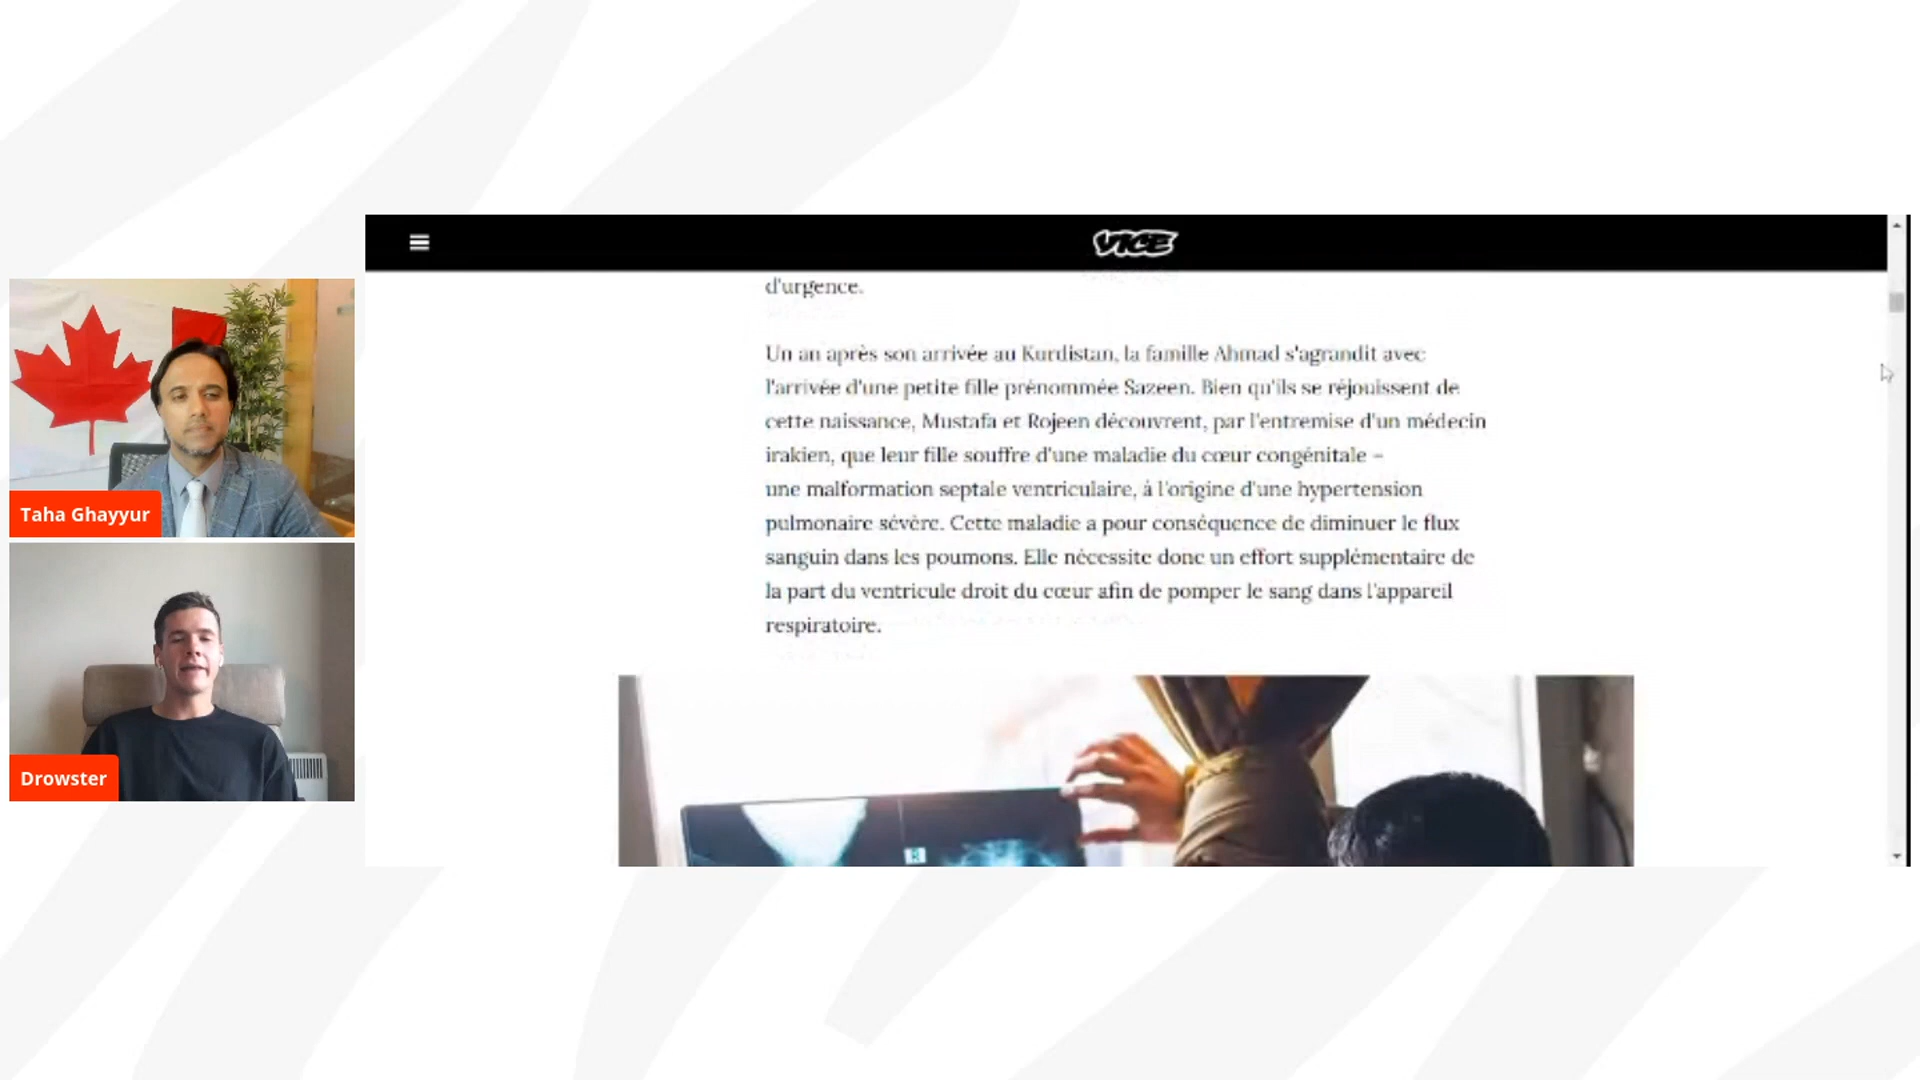 VICE
d'urgence.
Un an après son arrivée au Kurdistan, la famille Ahmad s'agrandit avec
l'arrivée d'une petite fille prénommée Sazeen. Bien qu'ils se réjouissent de
cette naissance, Mustafa et Rojeen découvrent, par l'entremise d'un médecin
irakien, que leur fille souffre d'une maladie du cœur congénitale –
une malformation septale ventriculaire, à l'origine d'une hypertension
pulmonaire sévère. Cette maladie a pour conséquence de diminuer le flux
sanguin dans les poumons. Elle nécessite donc un effort supplémentaire de
la part du ventricule droit du cœur afin de pomper le sang dans l'appareil
respiratoire.
R
Taha Ghayyur
Drowster